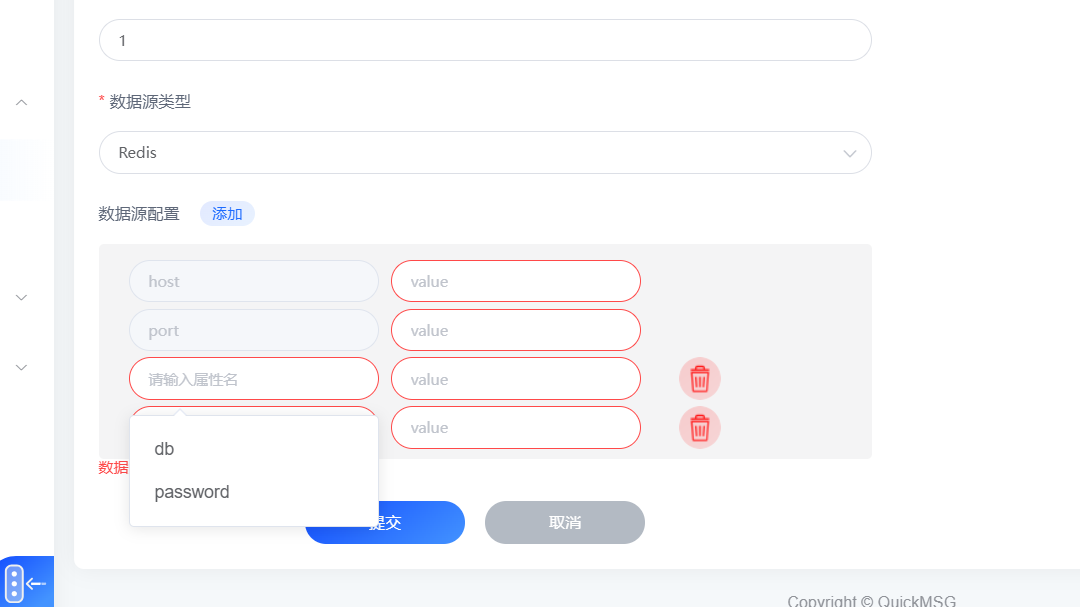 1
* 数据源类型
Redis
数据源配置 添加
host value
port value
请输入属性名 value
value
db
数据
password
提交 取消
Copyright © QuickMSG